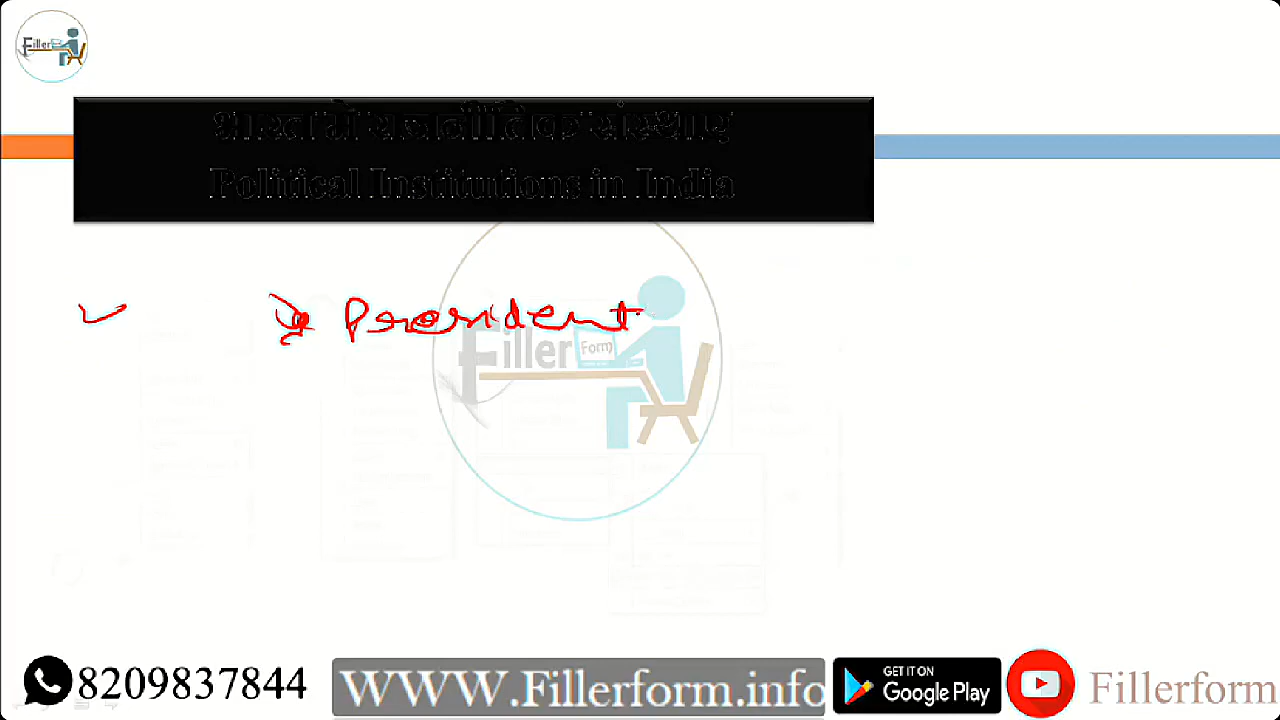 Filler
भारत की राजनीतिक संस्थाएं
Political Institutions in India
President
Filler Form
8209837844
WWW.Fillerform.info
GET IT ON
Google Play
Fillerform